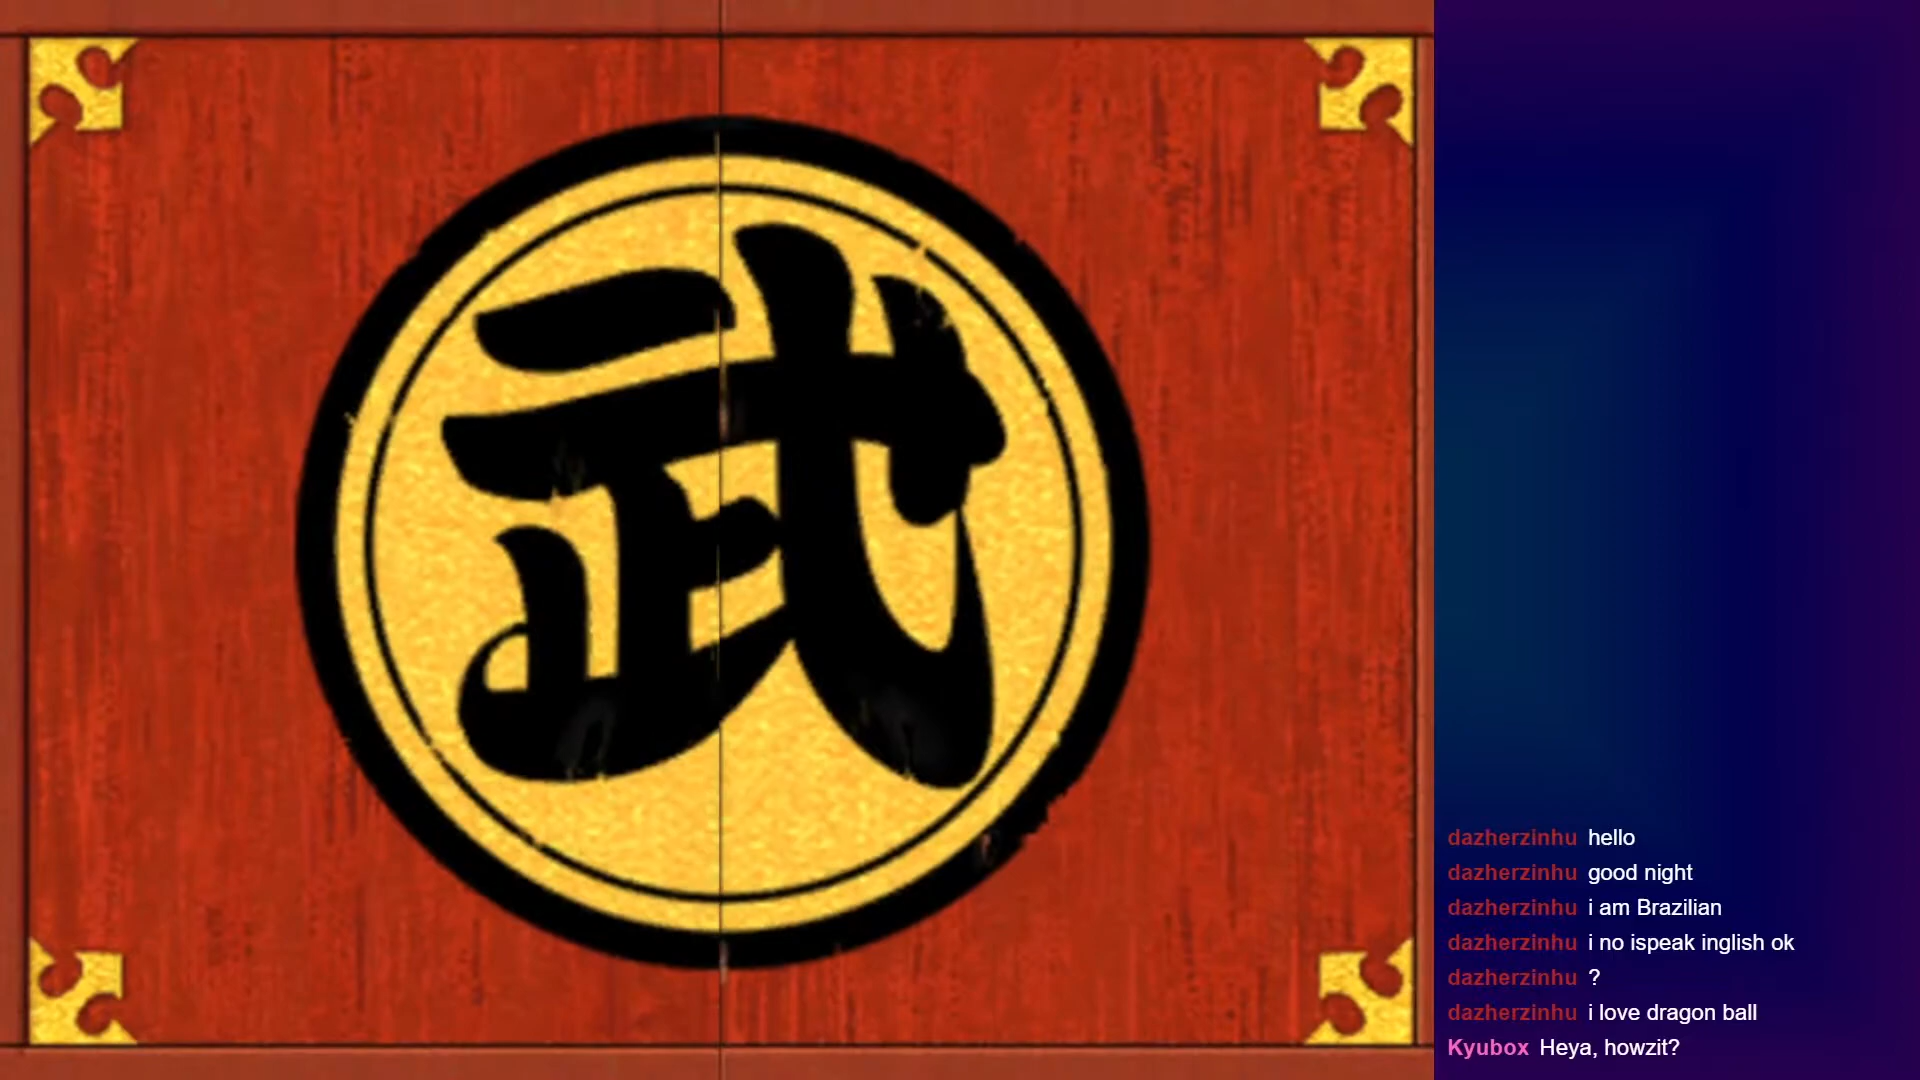 武
dazherzinhu hello
dazherzinhu good night
dazherzinhu i am Brazilian
dazherzinhu i no ispeak inglish ok
dazherzinhu ?
dazherzinhu i love dragon ball
Kyubox Heya, howzit?